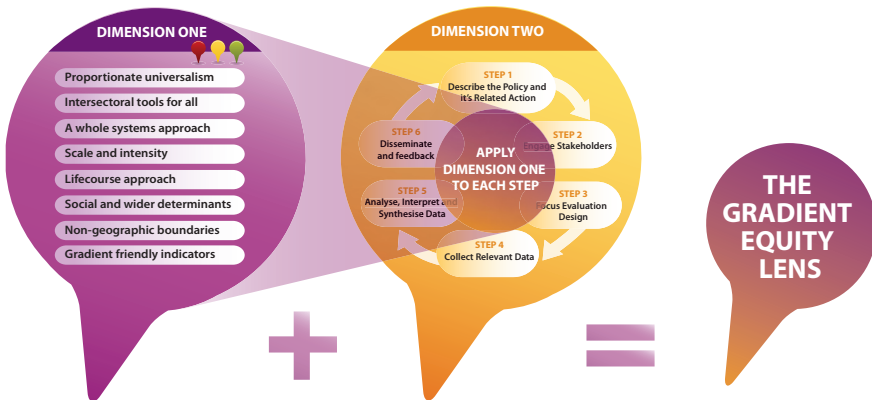 DIMENSION ONE
Proportionate universalism
Intersectoral tools for all
A whole systems approach
Scale and intensity
Lifecourse approach
Social and wider determinants
Non-geographic boundaries
Gradient friendly indicators
+
DIMENSION TWO
STEP 1
Describe the Policy and
it's Related Action
STEP 2
Engage Stakeholders
STEP 3
Focus Evaluation
Design
STEP 4
Collect Relevant Data
STEP 5
Analyse, Interpret and
Synthesise Data
STEP 6
Disseminate
and feedback
APPLY
DIMENSION ONE
TO EACH STEP
=
THE
GRADIENT
EQUITY
LENS